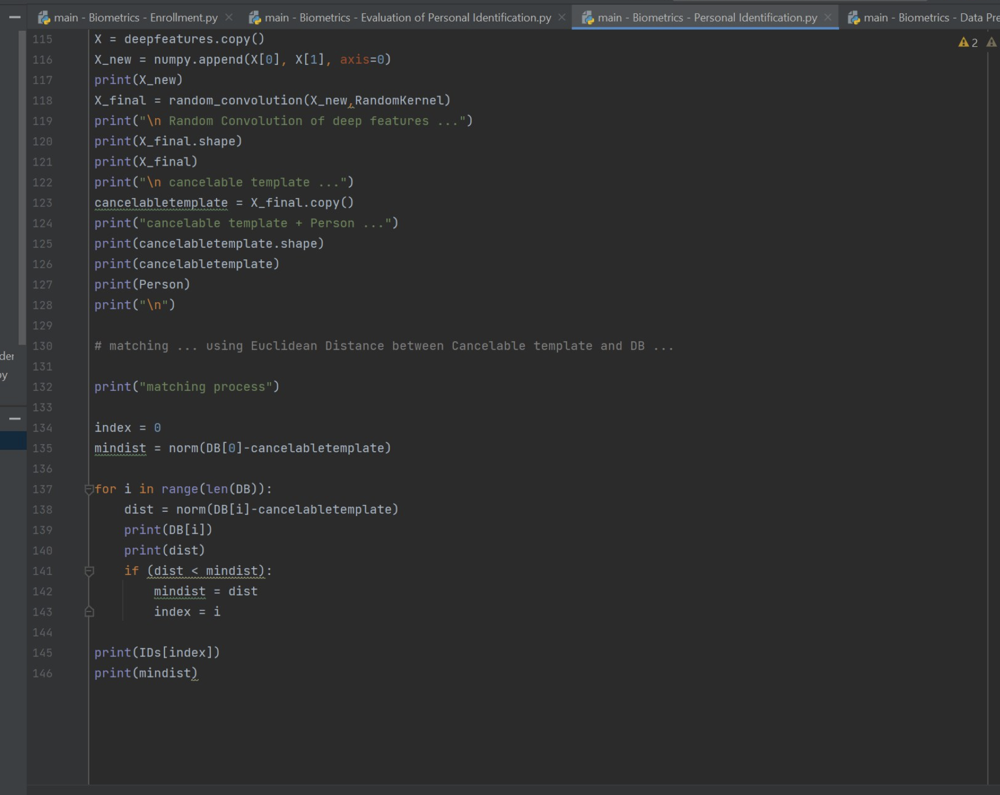 main - Biometrics - Enrollment.py main - Biometrics - Evaluation of Personal Identification.py main - Biometrics - Personal Identification.py main - Biometrics - Data Pre
2
115 X = deepfeatures.copy()
116 X_new = numpy.append(X[0], X[1], axis=0)
117 print(X_new)
118 X_final = random_convolution(X_new,RandomKernel)
119 print("\n Random Convolution of deep features ...")
120 print(X_final.shape)
121 print(X_final)
122 print("\n cancelable template ...")
123 cancelabletemplate = X_final.copy()
124 print("cancelable template + Person ...")
125 print(cancelabletemplate.shape)
126 print(cancelabletemplate)
127 print(Person)
128 print("\n")
129
130 # matching ... using Euclidean Distance between Cancelable template and DB ...
der
131
py
132 print("matching process")
133
134 index = 0
135 mindist = norm(DB[0]-cancelabletemplate)
136
137 for i in range(len(DB)):
138     dist = norm(DB[i]-cancelabletemplate)
139     print(DB[i])
140     print(dist)
141     if (dist < mindist):
142         mindist = dist
143         index = i
144
145 print(IDs[index])
146 print(mindist)